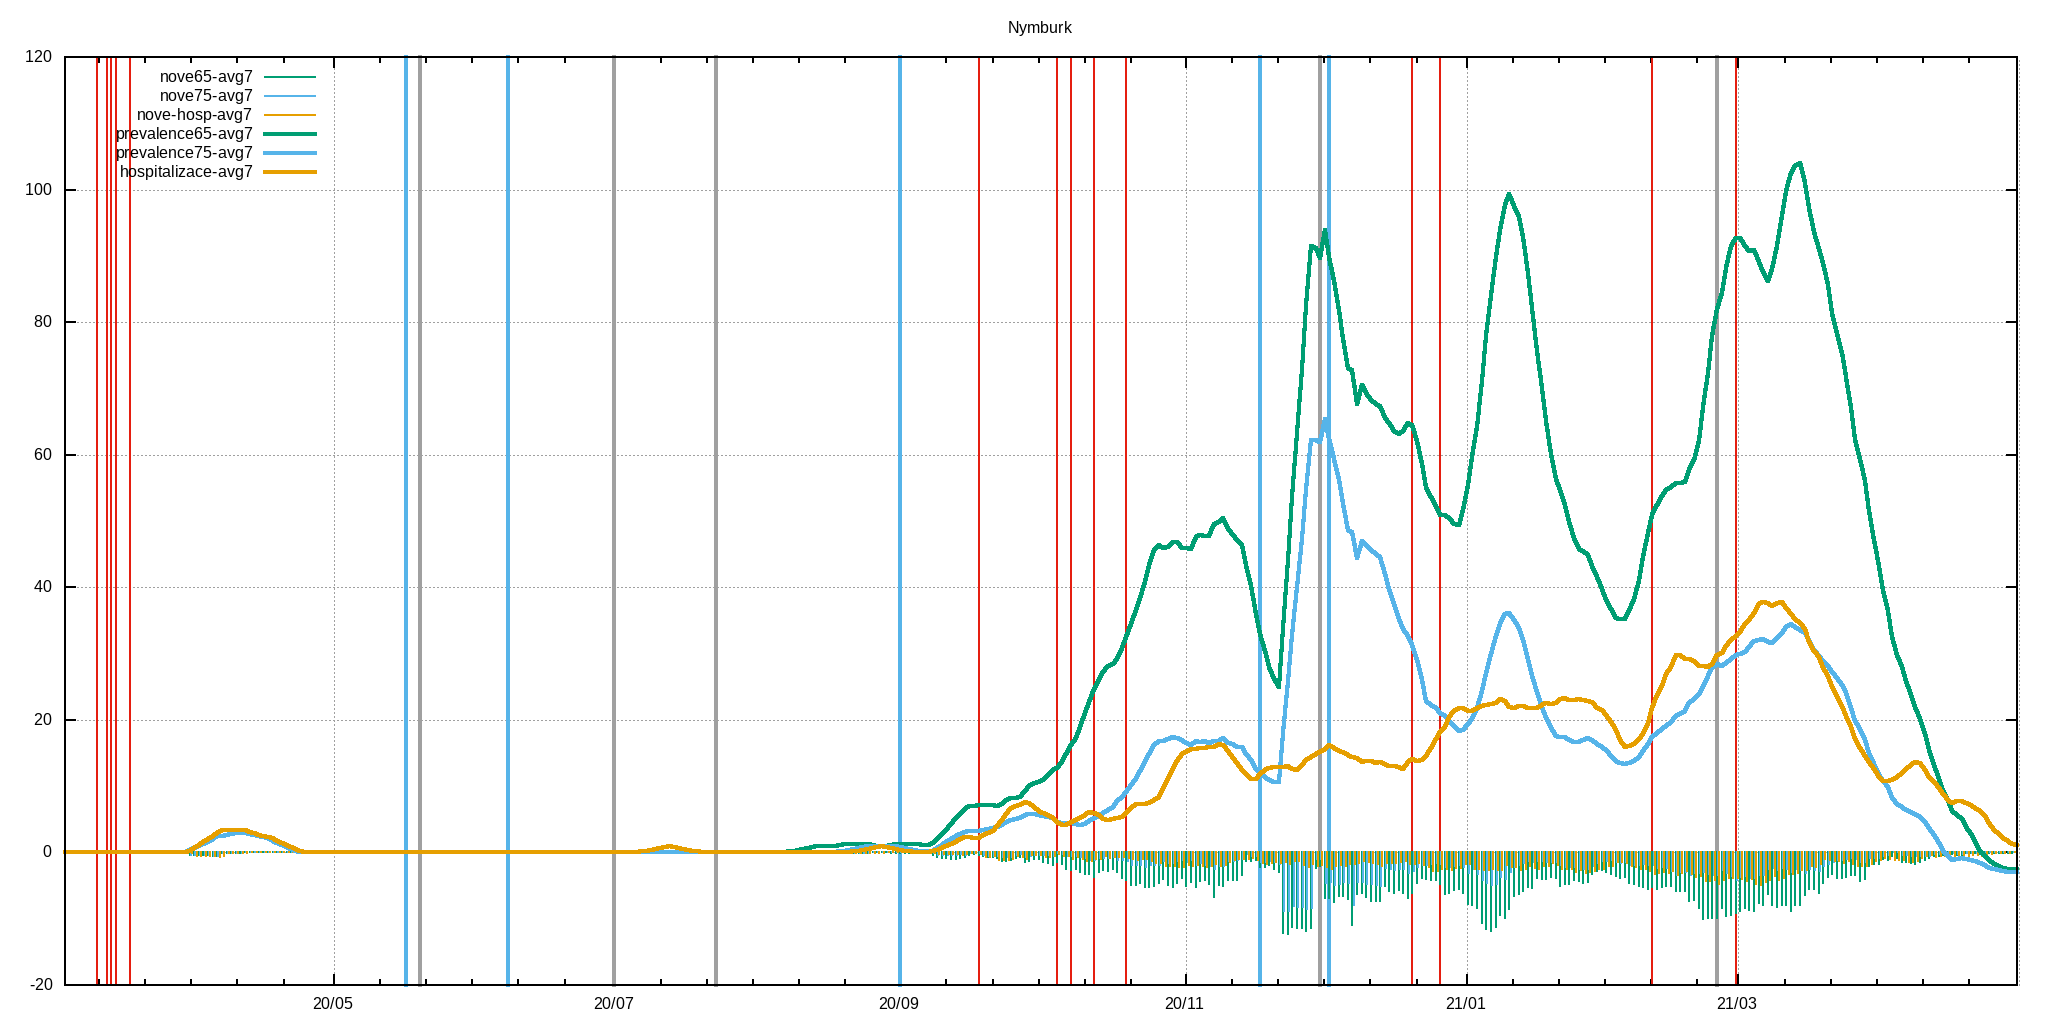 Nymburk
120
100
80
60
40
20
0
-20
nove65-avg7
nove75-avg7
nove-hosp-avg7
prevalence65-avg7
prevalence75-avg7
hospitalizace-avg7
20/05 20/07 20/09 20/11 21/01 21/03